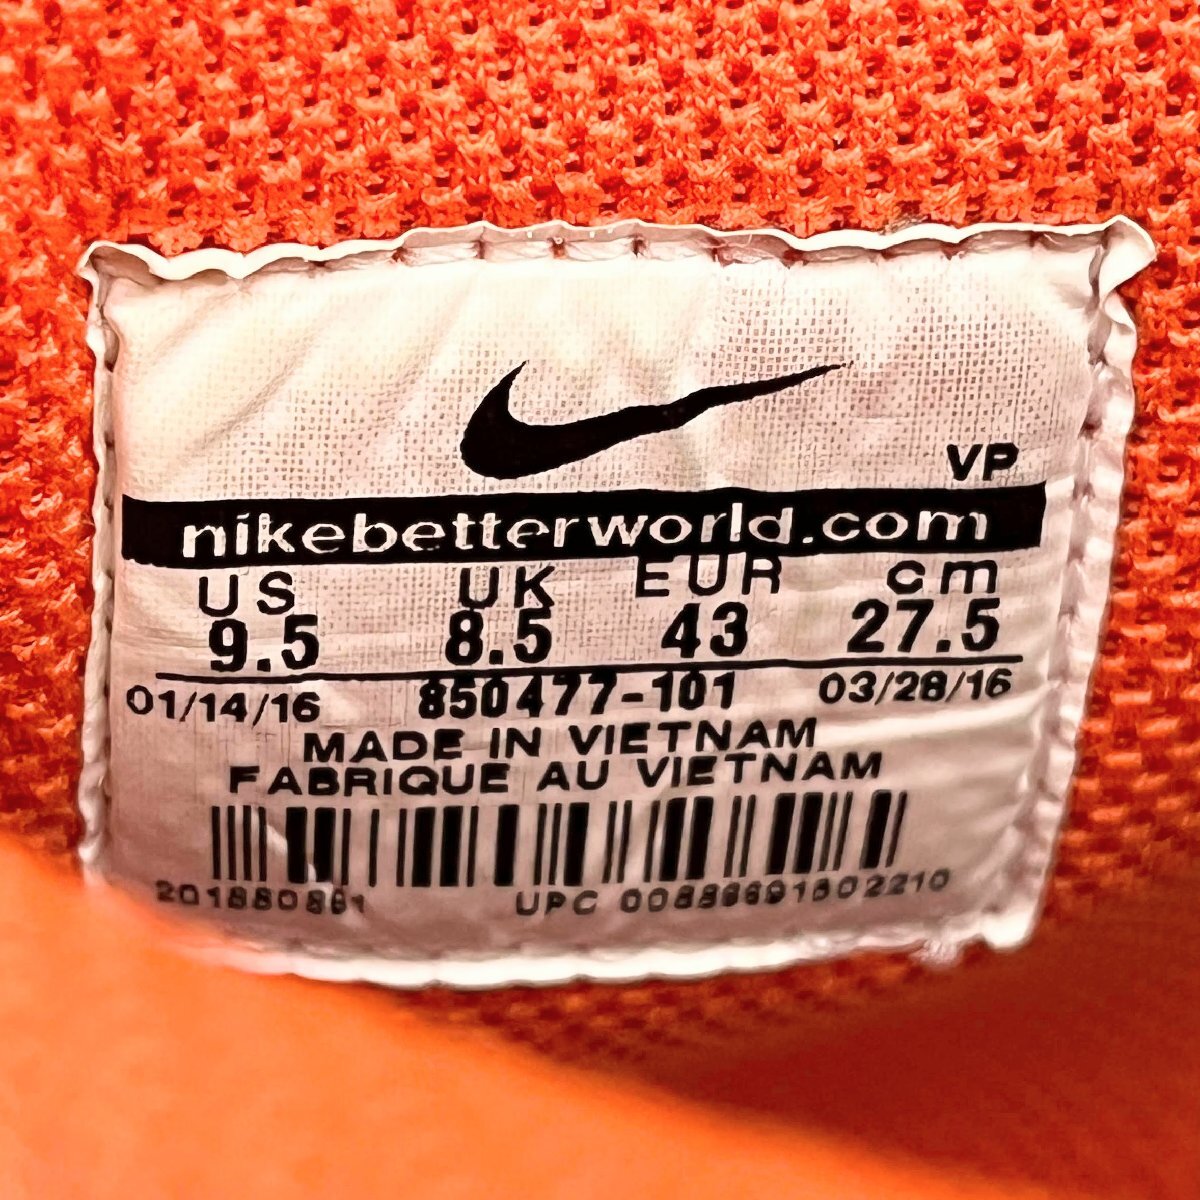 VP
nikebetterworld.com
US UK EUR cm
9.5 8.5 43 27.5
01/14/16 850477-101 03/28/16
MADE IN VIETNAM
FABRIQUE AU VIETNAM
UPC